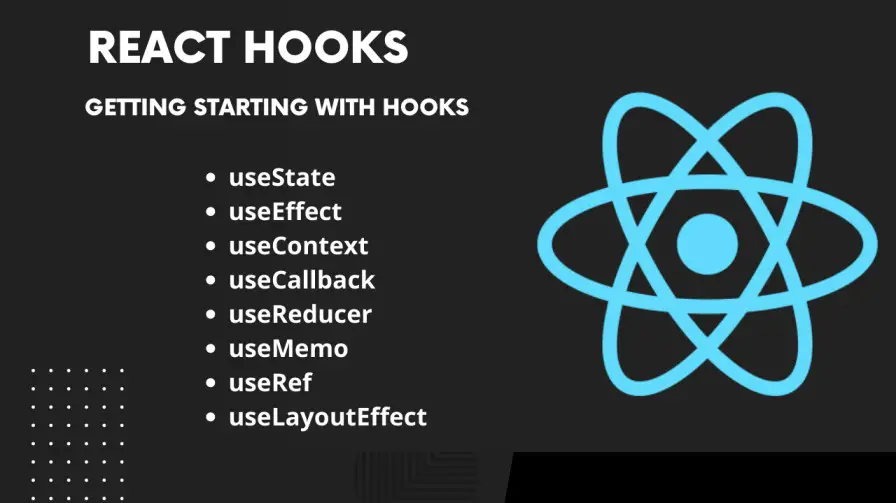 REACT HOOKS
GETTING STARTING WITH HOOKS
• useState
• useEffect
• useContext
• useCallback
• useReducer
• useMemo
• useRef
• useLayoutEffect